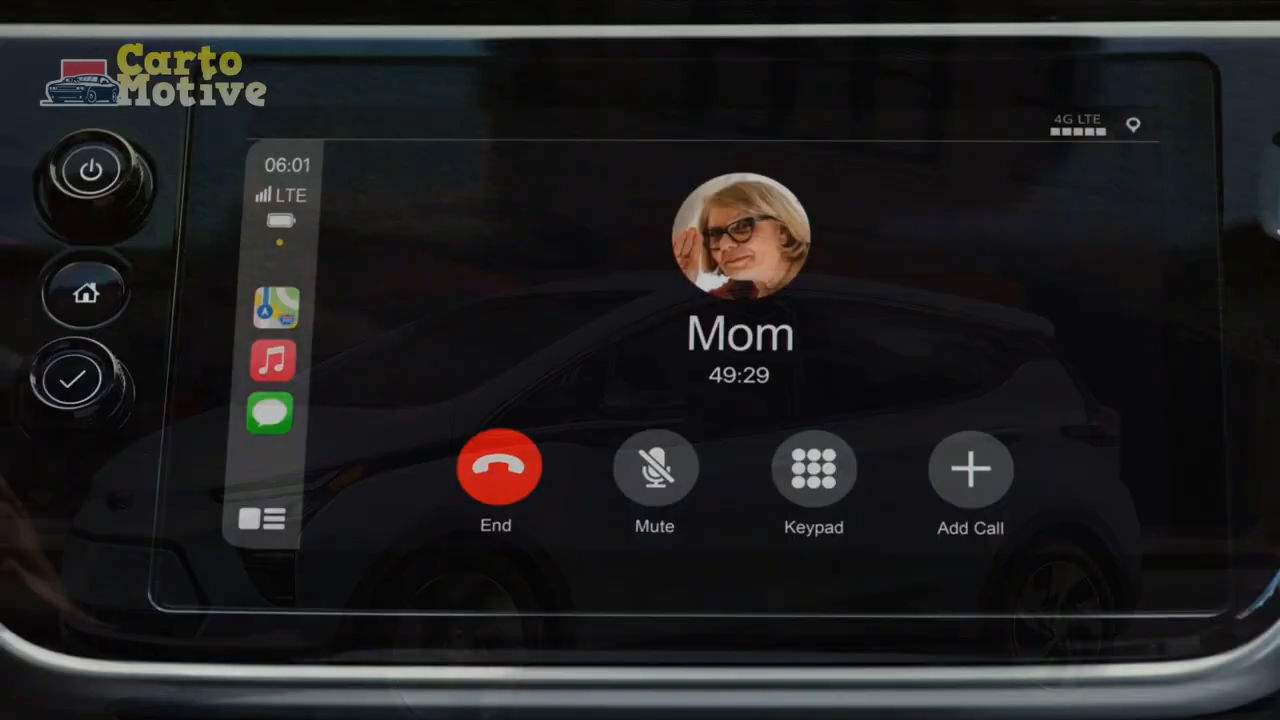 Carto
Motive
4G LTE
06:01
LTE
Mom
49:29
End
Mute
Keypad
Add Call